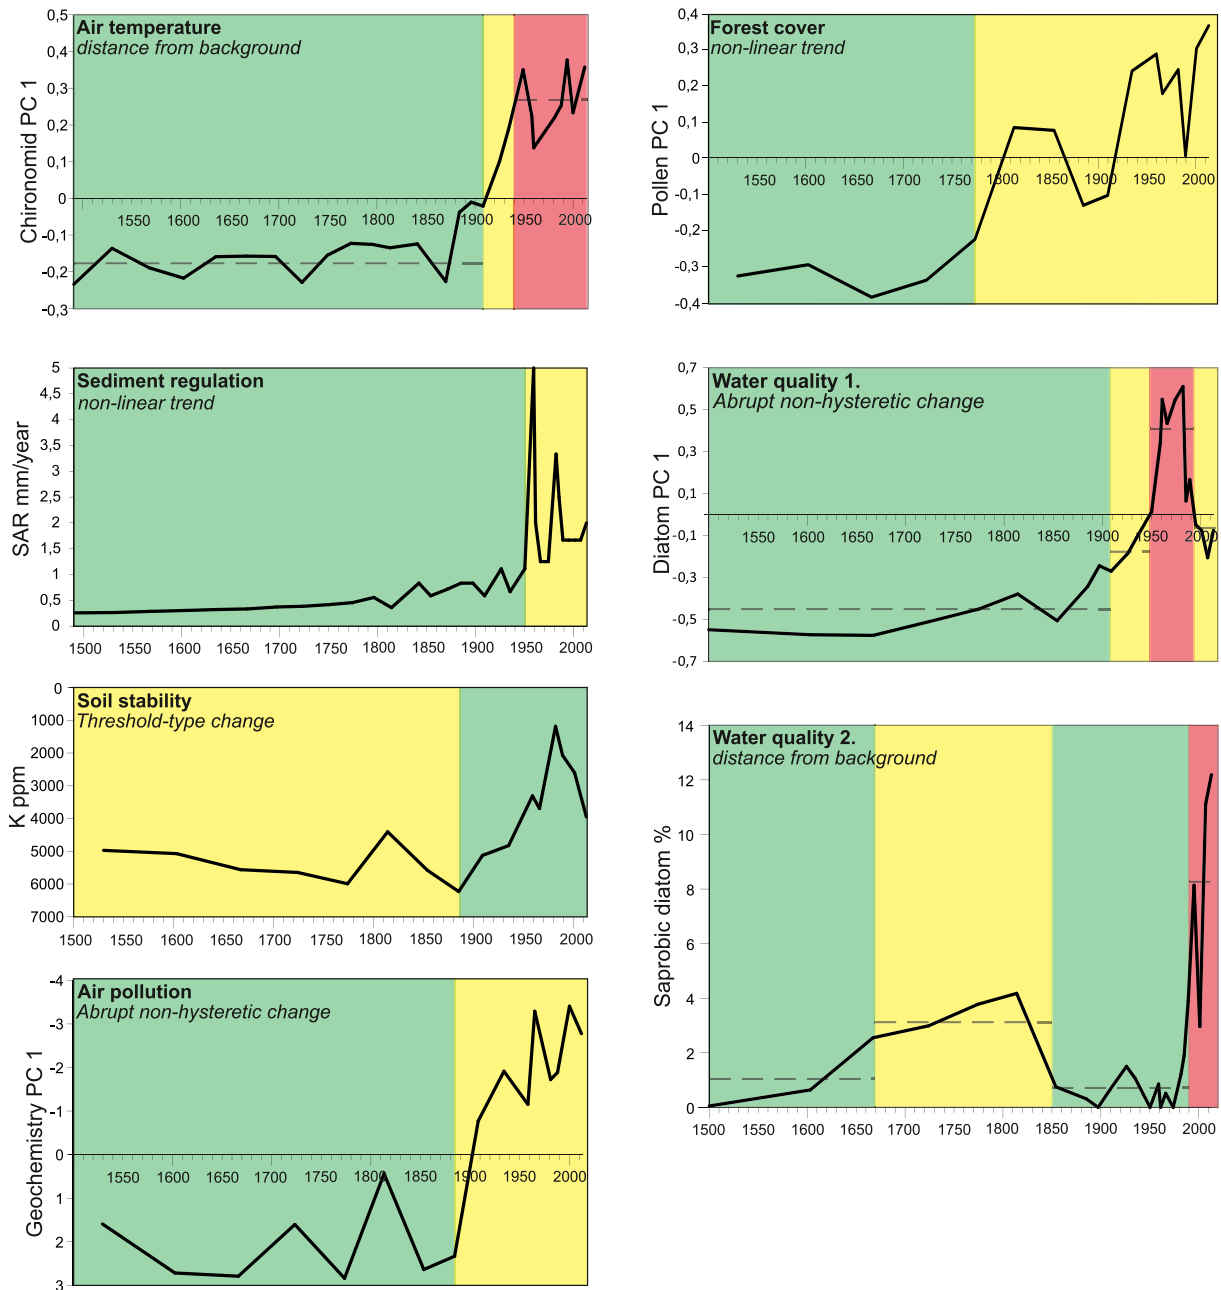 Air temperature
distance from background
Chironomid PC 1
0,5
0,4
0,3
0,2
0,1
0
-0,1
-0,2
-0,3
1550 1600 1650 1700 1750 1800 1850 1900 1950 2000
Forest cover
non-linear trend
Pollen PC 1
0,4
0,3
0,2
0,1
0
-0,1
-0,2
-0,3
-0,4
1550 1600 1650 1700 1750 1800 1850 1900 1950 2000
Sediment regulation
non-linear trend
SAR mm/year
5
4,5
4
3,5
3
2,5
2
1,5
1
0,5
0
1500 1550 1600 1650 1700 1750 1800 1850 1900 1950 2000
Water quality 1.
Abrupt non-hysteretic change
Diatom PC 1
0,7
0,5
0,3
0,1
-0,1
-0,3
-0,5
-0,7
1550 1600 1650 1700 1750 1800 1850 1900 1950 2000
Soil stability
Threshold-type change
K ppm
0
1000
2000
3000
4000
5000
6000
7000
1500 1550 1600 1650 1700 1750 1800 1850 1900 1950 2000
Water quality 2.
distance from background
Saprobic diatom %
14
12
10
8
6
4
2
0
1500 1550 1600 1650 1700 1750 1800 1850 1900 1950 2000
Air pollution
Abrupt non-hysteretic change
Geochemistry PC 1
-4
-3
-2
-1
0
1
2
3
1550 1600 1650 1700 1750 1800 1850 1900 1950 2000